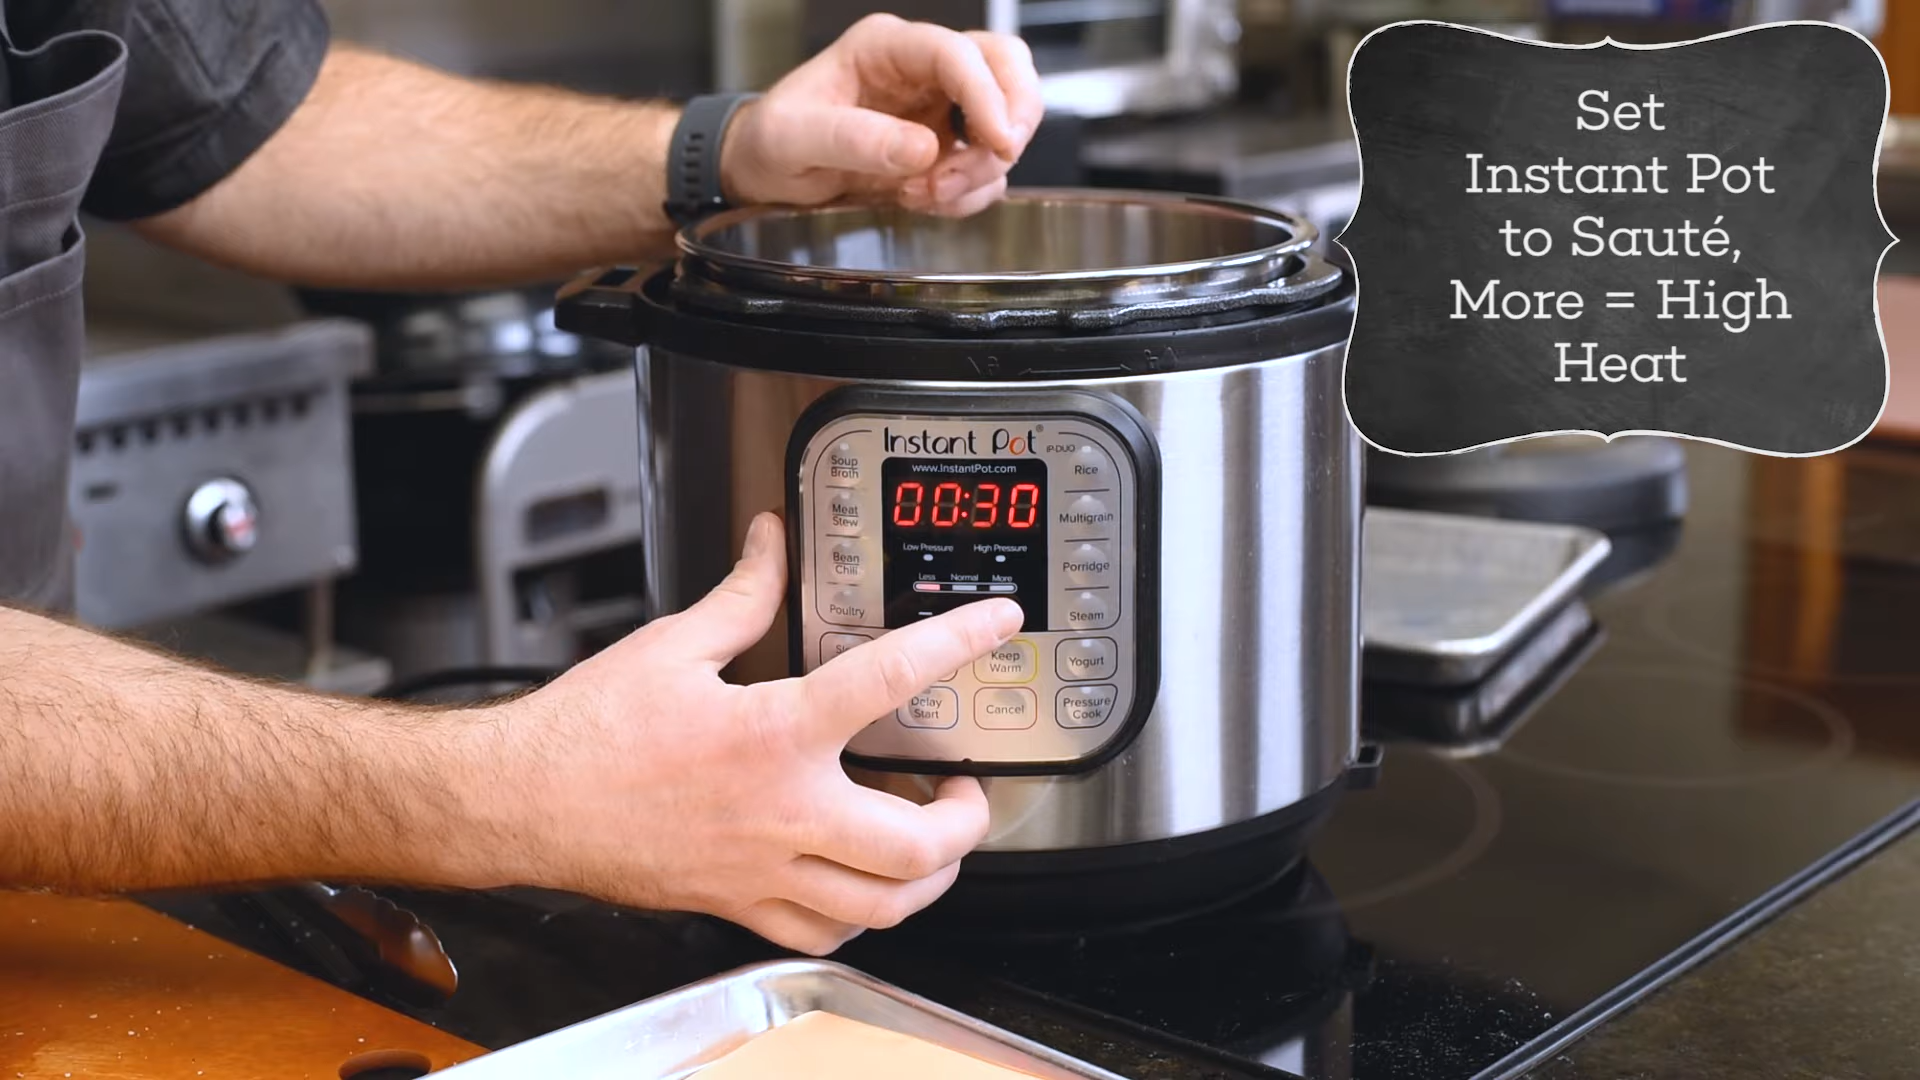 Set
Instant Pot
to Sauté,
More = High
Heat
Instant Pot®
IP-DUO
www.InstantPot.com
00:30
Low Pressure High Pressure
Less Normal More
Soup
Broth
Meat
Stew
Bean
Chili
Poultry
Rice
Multigrain
Porridge
Steam
Keep
Warm
Yogurt
Delay
Start
Cancel
Pressure
Cook